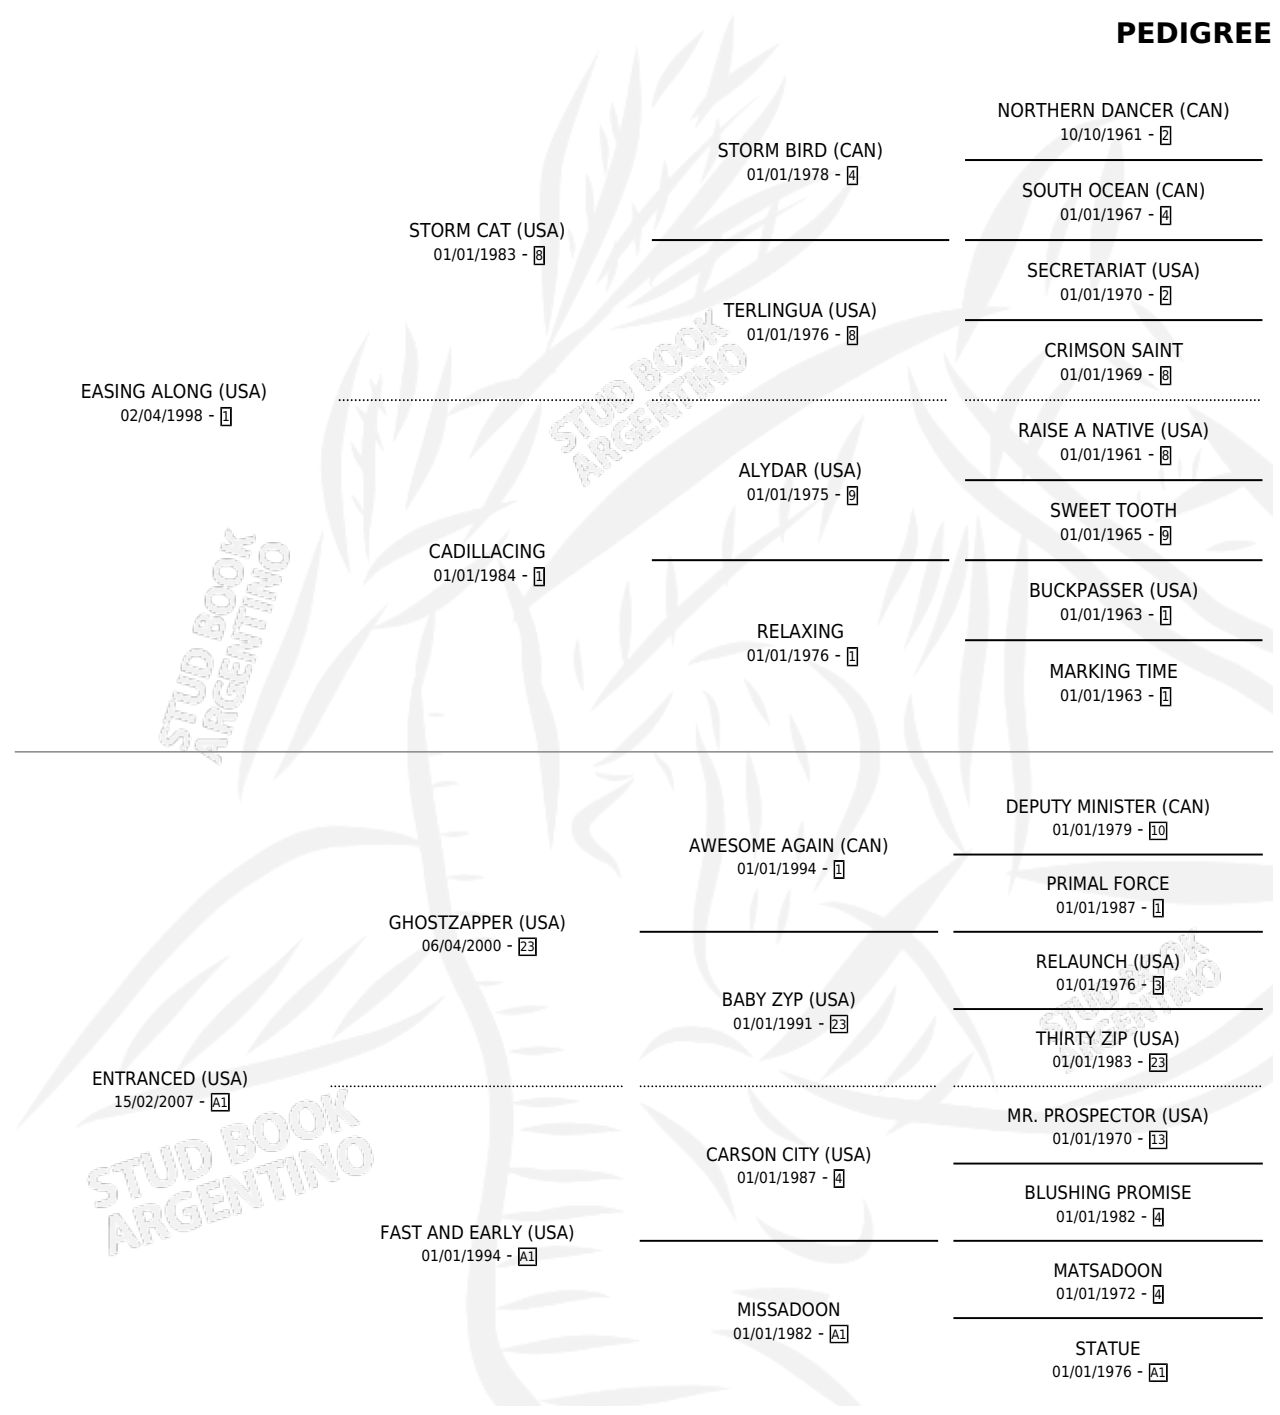 PEDIGREE
NORTHERN DANCER (CAN)
10/10/1961 - 2
STORM BIRD (CAN)
01/01/1978 - 4
SOUTH OCEAN (CAN)
01/01/1967 - 4
STORM CAT (USA)
01/01/1983 - 8
SECRETARIAT (USA)
01/01/1970 - 2
TERLINGUA (USA)
01/01/1976 - 8
CRIMSON SAINT
01/01/1969 - 8
EASING ALONG (USA)
02/04/1998 - 1
RAISE A NATIVE (USA)
01/01/1961 - 8
ALYDAR (USA)
01/01/1975 - 9
SWEET TOOTH
01/01/1965 - 9
CADILLACING
01/01/1984 - 1
BUCKPASSER (USA)
01/01/1963 - 1
RELAXING
01/01/1976 - 1
MARKING TIME
01/01/1963 - 1
DEPUTY MINISTER (CAN)
01/01/1979 - 10
AWESOME AGAIN (CAN)
01/01/1994 - 1
PRIMAL FORCE
01/01/1987 - 1
GHOSTZAPPER (USA)
06/04/2000 - 23
RELAUNCH (USA)
01/01/1976 - 3
BABY ZYP (USA)
01/01/1991 - 23
THIRTY ZIP (USA)
01/01/1983 - 23
ENTRANCED (USA)
15/02/2007 - A1
MR. PROSPECTOR (USA)
01/01/1970 - 13
CARSON CITY (USA)
01/01/1987 - 4
BLUSHING PROMISE
01/01/1982 - 4
FAST AND EARLY (USA)
01/01/1994 - A1
MATSADOON
01/01/1972 - 4
MISSADOON
01/01/1982 - A1
STATUE
01/01/1976 - A1
STUD BOOK
ARGENTINO
STUD BOOK
ARGENTINO
STUD BOOK
ARGENTINO
STUD BOOK
ARGENTINO